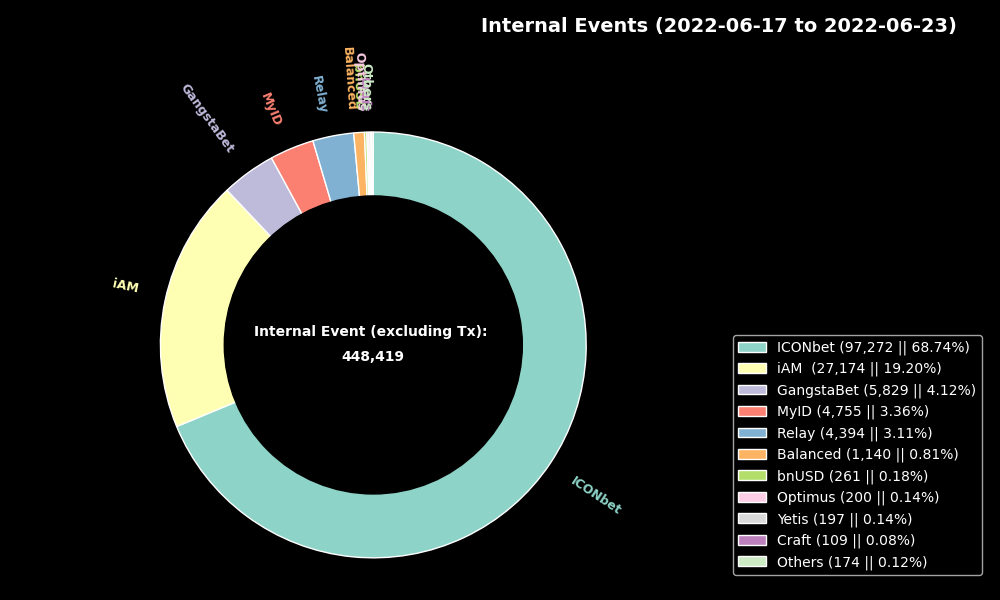 Internal Events (2022-06-17 to 2022-06-23)
GangstaBet
MyID
Relay
Balanced
Optimus
Others
iAM
Internal Event (excluding Tx):
448,419
ICONbet
ICONbet (97,272 || 68.74%)
iAM  (27,174 || 19.20%)
GangstaBet (5,829 || 4.12%)
MyID (4,755 || 3.36%)
Relay (4,394 || 3.11%)
Balanced (1,140 || 0.81%)
bnUSD (261 || 0.18%)
Optimus (200 || 0.14%)
Yetis (197 || 0.14%)
Craft (109 || 0.08%)
Others (174 || 0.12%)